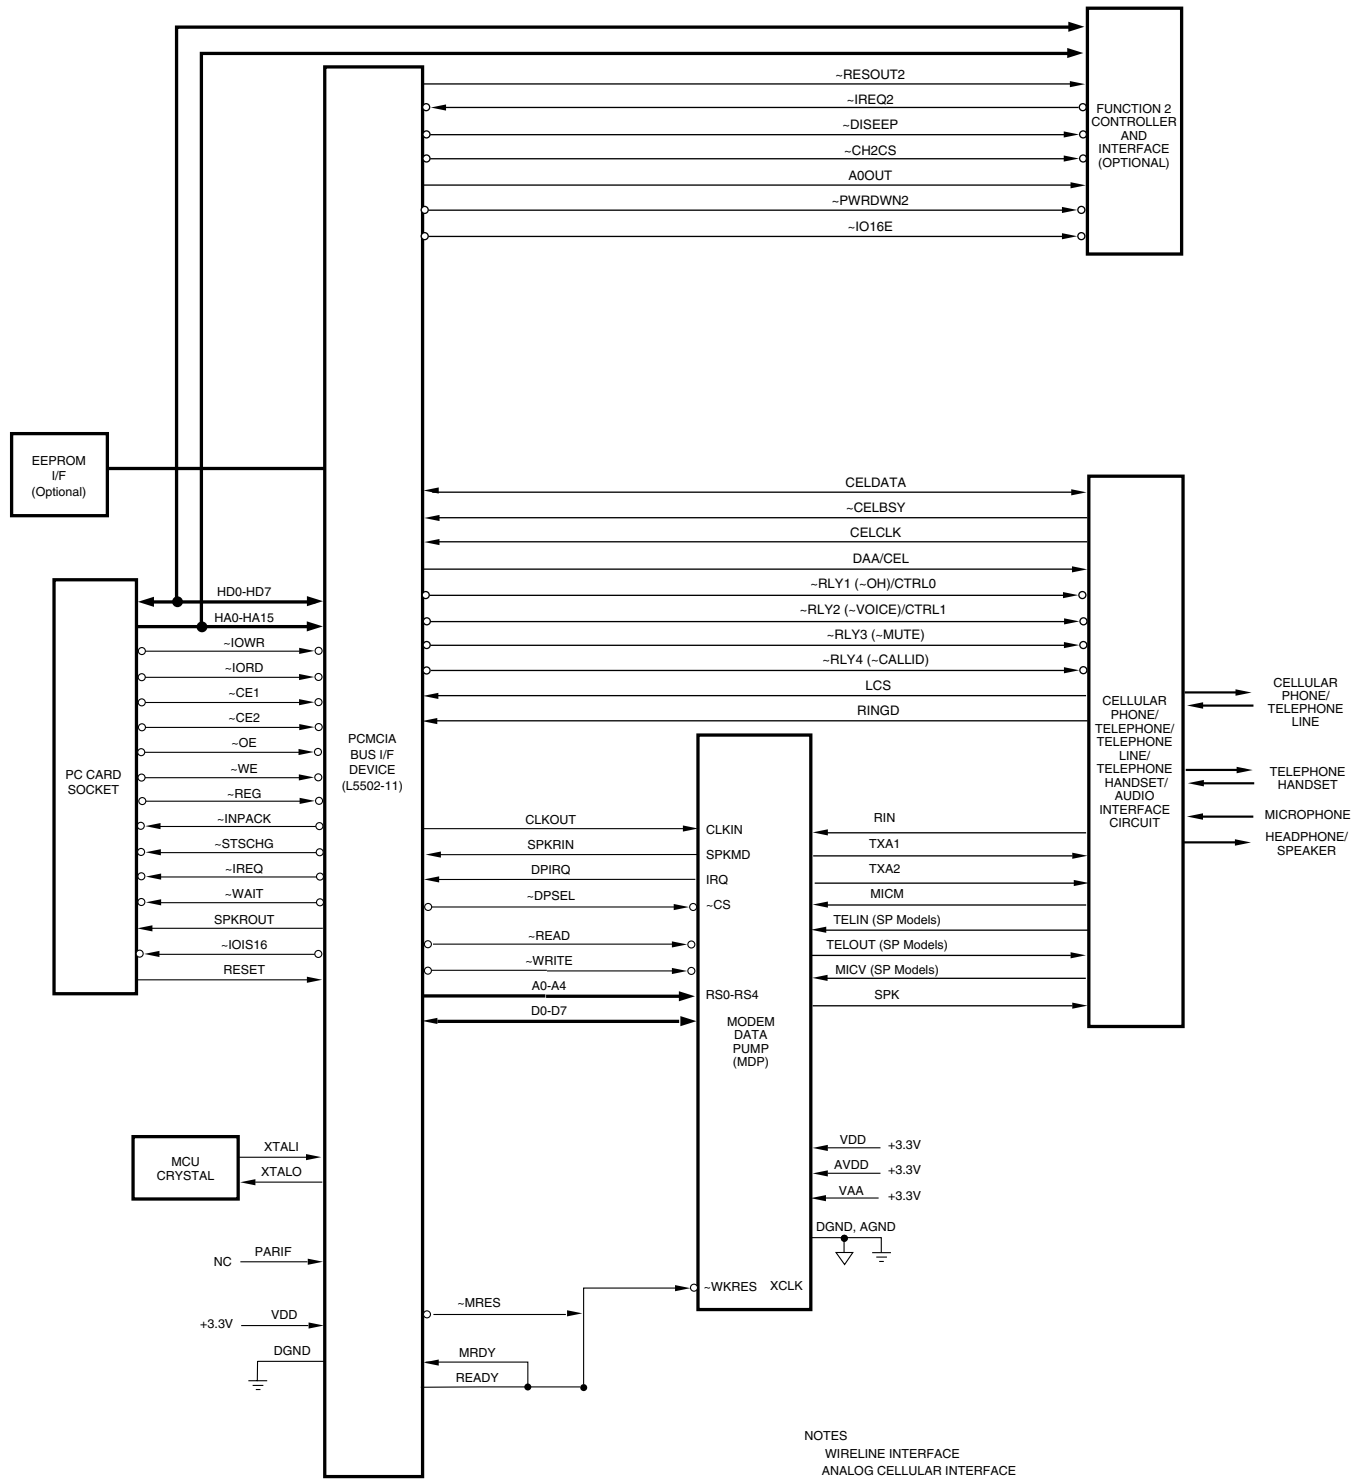 ~RESOUT2
~IREQ2
~DISEEP
~CH2CS
A0OUT
~PWRDWN2
~IO16E
FUNCTION 2
CONTROLLER
AND
INTERFACE
(OPTIONAL)
EEPROM
I/F
(Optional)
PC CARD
SOCKET
HD0-HD7
HA0-HA15
~IOWR
~IORD
~CE1
~CE2
~OE
~WE
~REG
~INPACK
~STSCHG
~IREQ
~WAIT
SPKROUT
~IOIS16
RESET
PCMCIA
BUS I/F
DEVICE
(L5502-11)
CELDATA
~CELBSY
CELCLK
DAA/CEL
~RLY1 (~OH)/CTRL0
~RLY2 (~VOICE)/CTRL1
~RLY3 (~MUTE)
~RLY4 (~CALLID)
LCS
RINGD
CELLULAR
PHONE/
TELEPHONE/
TELEPHONE
LINE/
TELEPHONE
HANDSET/
AUDIO
INTERFACE
CIRCUIT
CELLULAR
PHONE/
TELEPHONE
LINE
TELEPHONE
HANDSET
MICROPHONE
HEADPHONE/
SPEAKER
CLKOUT
SPKRIN
DPIRQ
~DPSEL
~READ
~WRITE
A0-A4
D0-D7
CLKIN
SPKMD
IRQ
~CS
RS0-RS4
MODEM
DATA
PUMP
(MDP)
RIN
TXA1
TXA2
MICM
TELIN (SP Models)
TELOUT (SP Models)
MICV (SP Models)
SPK
VDD +3.3V
AVDD +3.3V
VAA +3.3V
DGND, AGND
~WKRES XCLK
MCU
CRYSTAL
XTALI
XTALO
NC PARIF
+3.3V VDD
DGND
~MRES
MRDY
READY
NOTES
WIRELINE INTERFACE
ANALOG CELLULAR INTERFACE